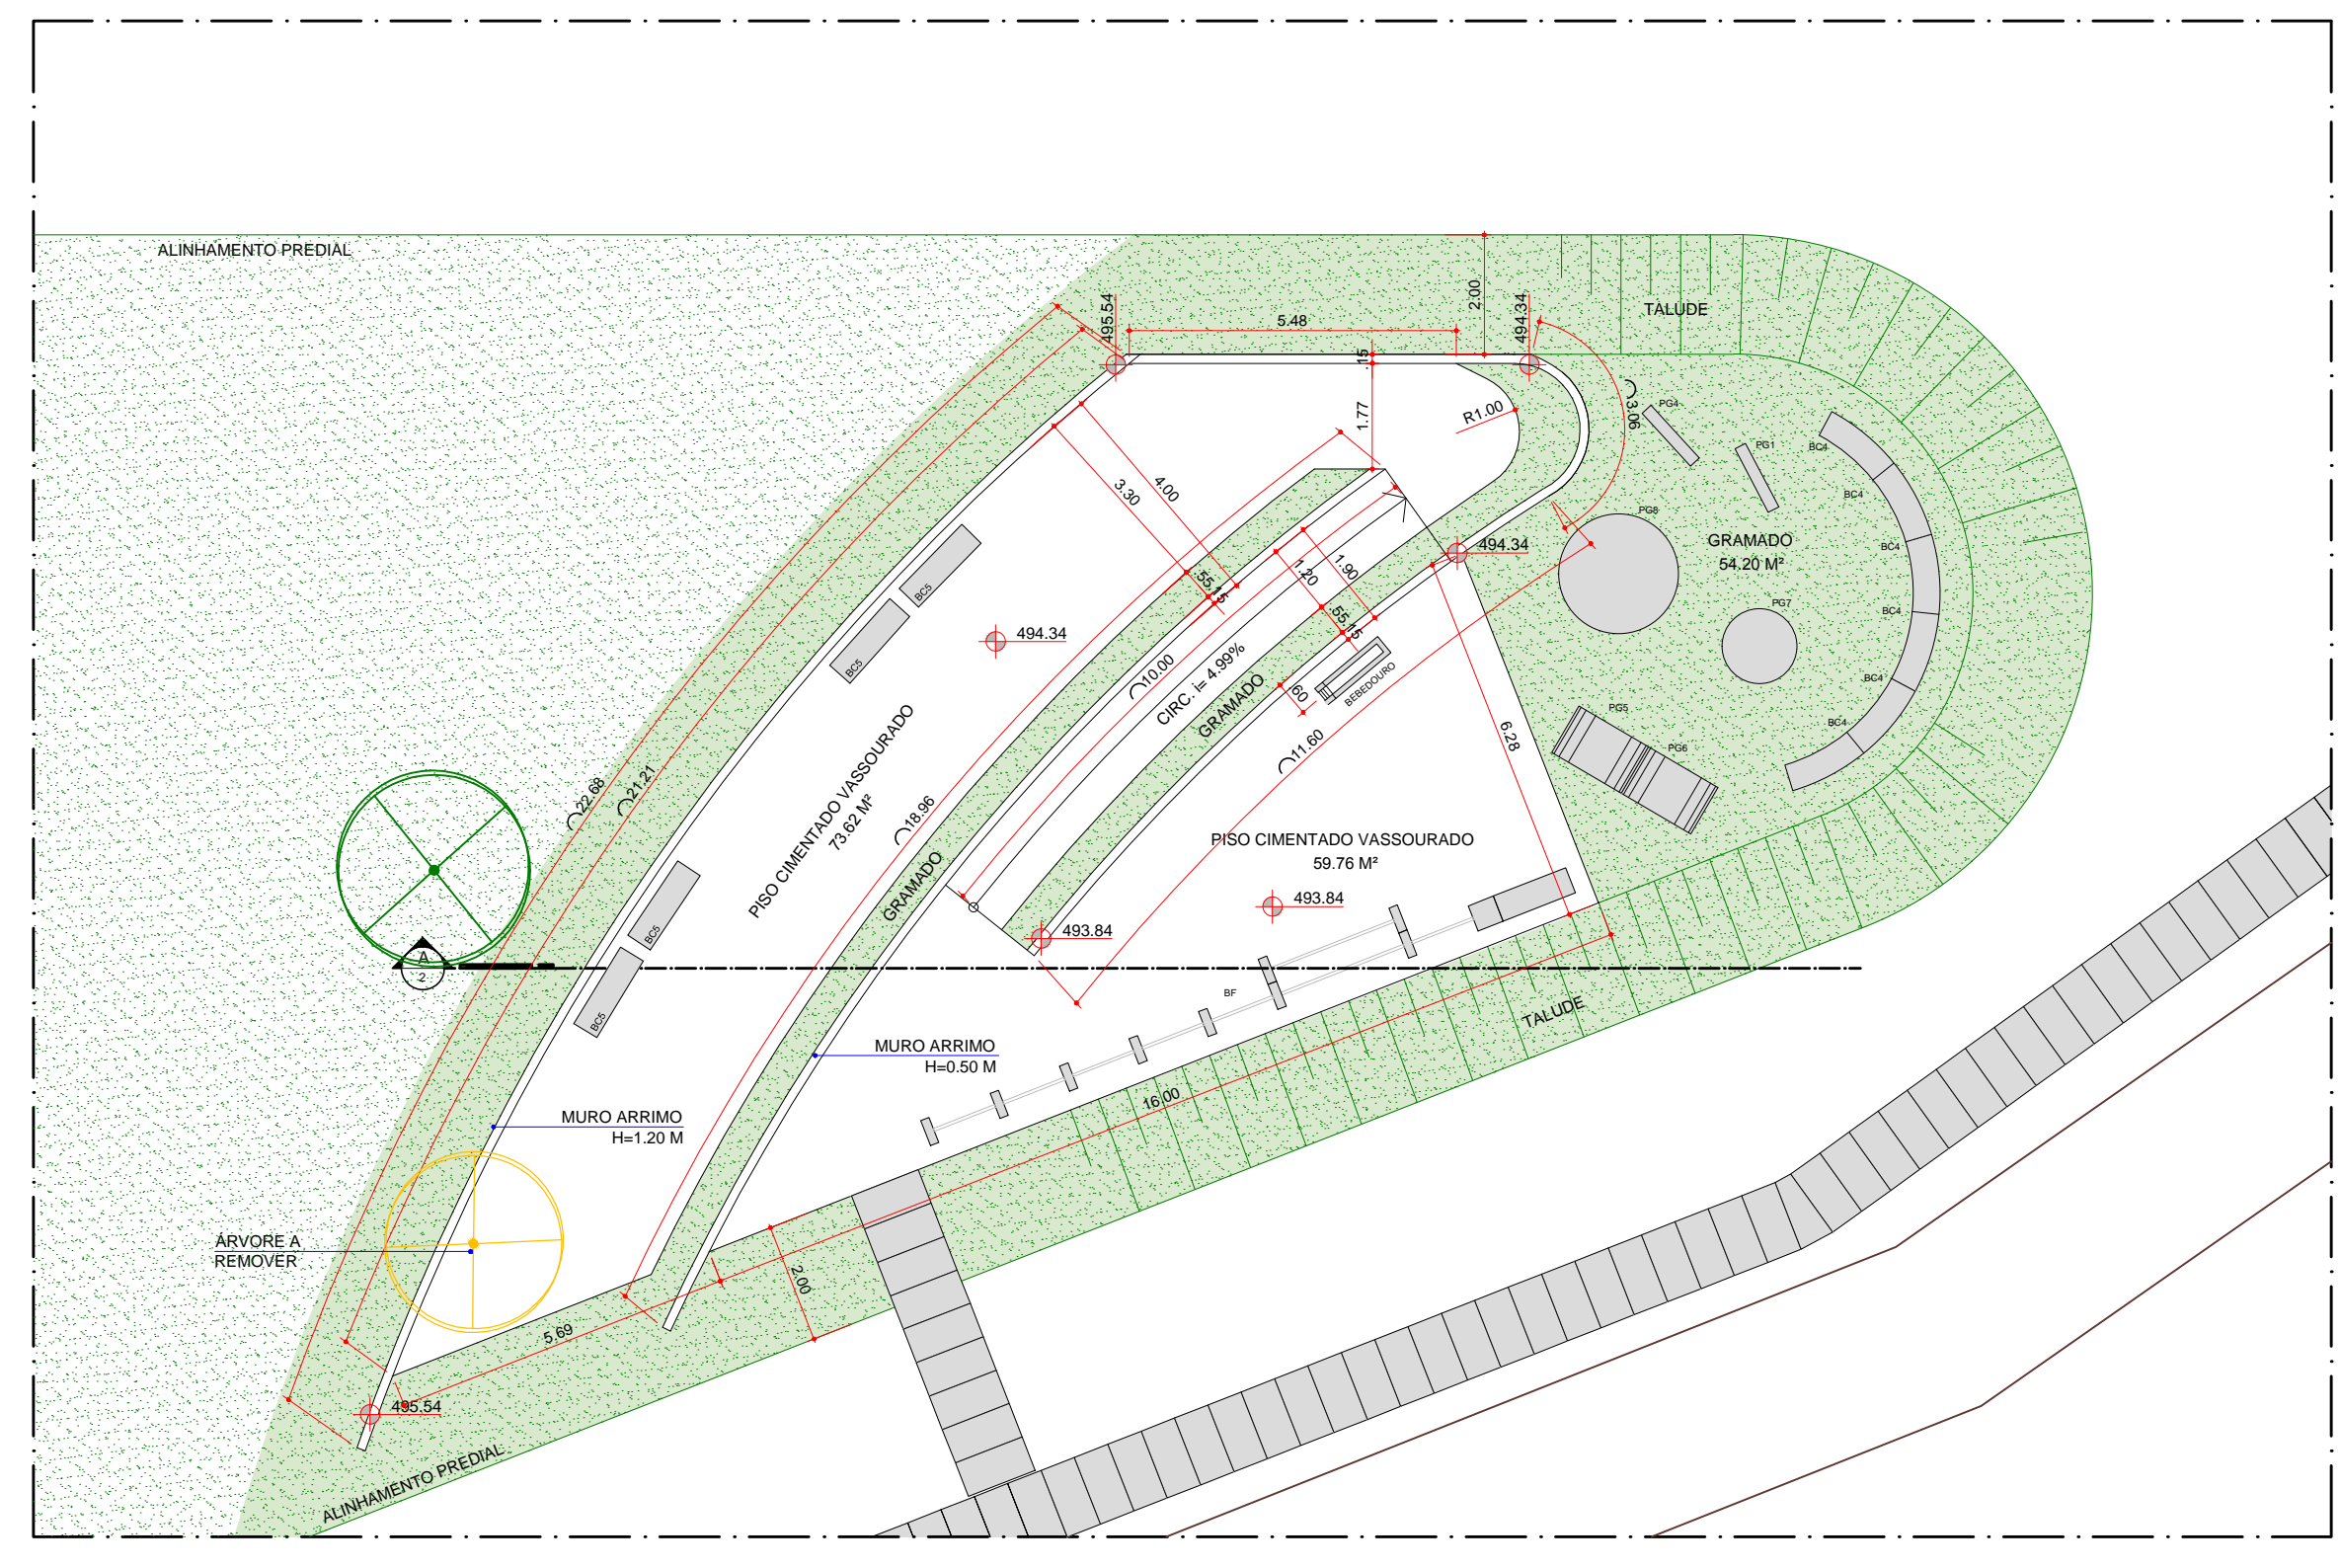 ALINHAMENTO PREDIAL
495.54
5.48
2.00
494.34
TALUDE
.15
1.77
R1.00
3.06
PG4
PG1
BC4
BC4
BC4
BC4
BC4
BC4
PG8
GRAMADO
54.20 M²
PG7
PG5
PG6
4.00
3.30
.55
.15
494.34
1.90
1.20
.55
.15
BC5
BC5
494.34
10.00
CIRC. i= 4.99%
GRAMADO
.60
BEBEDOURO
11.60
6.28
22.68
21.21
PISO CIMENTADO VASSOURADO
73.62 M²
18.96
GRAMADO
PISO CIMENTADO VASSOURADO
59.76 M²
493.84
493.84
BC5
BC5
A
2
BF
TALUDE
MURO ARRIMO
H=0.50 M
16.00
MURO ARRIMO
H=1.20 M
ÁRVORE A
REMOVER
2.00
5.69
495.54
ALINHAMENTO PREDIAL